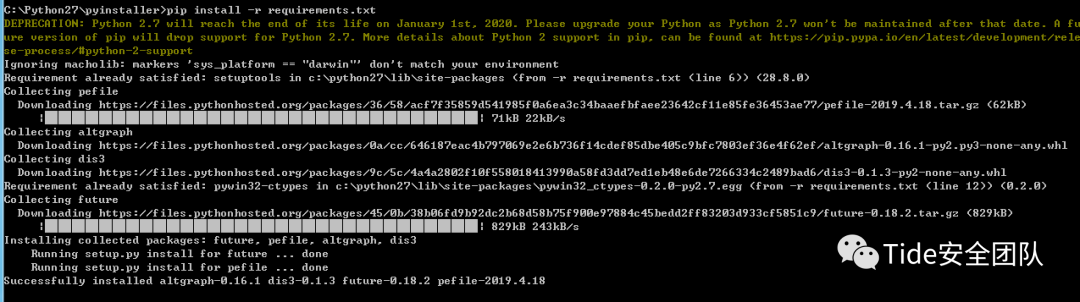 C:\Python27\pyinstaller>pip install -r requirements.txt
DEPRECATION: Python 2.7 will reach the end of its life on January 1st, 2020. Please upgrade your Python as Python 2.7 won't be maintained after that date. A fut
ure version of pip will drop support for Python 2.7. More details about Python 2 support in pip, can be found at https://pip.pypa.io/en/latest/development/relea
se-process/#python-2-support
Ignoring macholib: markers 'sys_platform == "darwin"' don't match your environment
Requirement already satisfied: setuptools in c:\python27\lib\site-packages (from -r requirements.txt (line 6)) (28.8.0)
Collecting pefile
Downloading https://files.pythonhosted.org/packages/36/58/acf7f35859d541985f0a6ea3c34baaefbfaee23642cf11e85fe36453ae77/pefile-2019.4.18.tar.gz (62kB)
71kB 22kB/s
Collecting altgraph
Downloading https://files.pythonhosted.org/packages/0a/cc/646187eac4b797069e2e6b736f14cdef85dbe405c9bfc7803ef36e4f62ef/altgraph-0.16.1-py2.py3-none-any.whl
Collecting dis3
Downloading https://files.pythonhosted.org/packages/9c/5c/4a4a2802f10f558018413990a58fd3dd7ed1eb48e6de7266334c2489bad6/dis3-0.1.3-py2-none-any.whl
Requirement already satisfied: pywin32-ctypes in c:\python27\lib\site-packages\pywin32_ctypes-0.2.0-py2.7.egg (from -r requirements.txt (line 12)) (0.2.0)
Collecting future
Downloading https://files.pythonhosted.org/packages/45/0b/38b06fd9b92dc2b68d58b75f900e97884c45bedd2ff83203d933cf5851c9/future-0.18.2.tar.gz (829kB)
829kB 243kB/s
Installing collected packages: future, pefile, altgraph, dis3
Running setup.py install for future ... done
Running setup.py install for pefile ... done
Successfully installed altgraph-0.16.1 dis3-0.1.3 future-0.18.2 pefile-2019.4.18
Tide安全团队